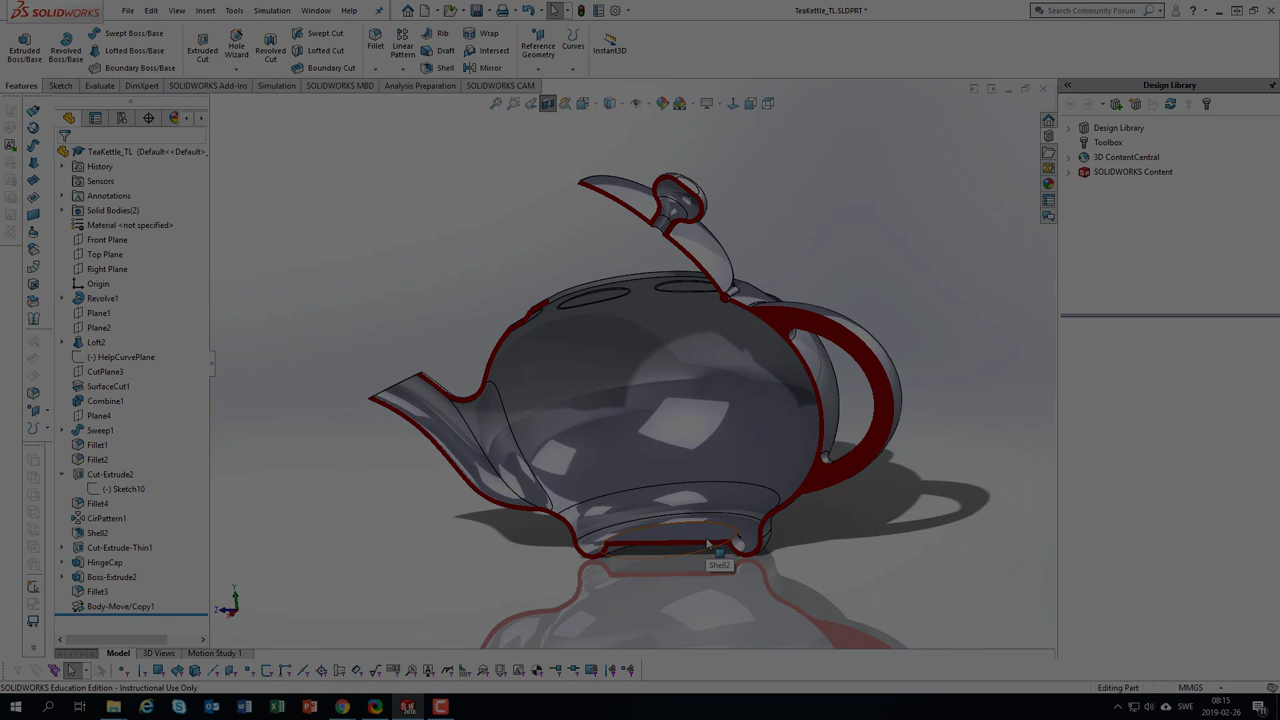 SOLIDWORKS
File Edit View Insert Tools Simulation Window Help
TeaKettle_TL.SLDPRT *
Search Community Forum
Extruded Boss/Base
Revolved Boss/Base
Swept Boss/Base
Lofted Boss/Base
Boundary Boss/Base
Extruded Cut
Hole Wizard
Revolved Cut
Swept Cut
Lofted Cut
Boundary Cut
Fillet
Linear Pattern
Rib
Draft
Shell
Wrap
Intersect
Mirror
Reference Geometry
Curves
Instant3D
Features Sketch Evaluate DimXpert SOLIDWORKS Add-Ins Simulation SOLIDWORKS MBD Analysis Preparation SOLIDWORKS CAM
TeaKettle_TL (Default<<Default>_
History
Sensors
Annotations
Solid Bodies(2)
Material <not specified>
Front Plane
Top Plane
Right Plane
Origin
Revolve1
Plane1
Plane2
Loft2
(-) HelpCurvePlane
CutPlane3
SurfaceCut1
Combine1
Plane4
Sweep1
Fillet1
Fillet2
Cut-Extrude2
(-) Sketch10
Fillet4
CirPattern1
Shell2
Cut-Extrude-Thin1
HingeCap
Boss-Extrude2
Fillet3
Body-Move/Copy1
Shell2
Y
Z
Design Library
Design Library
Toolbox
3D ContentCentral
SOLIDWORKS Content
Model 3D Views Motion Study 1
SOLIDWORKS Education Edition - Instructional Use Only
Editing Part MMGS
SWE
08:15
2019-02-26